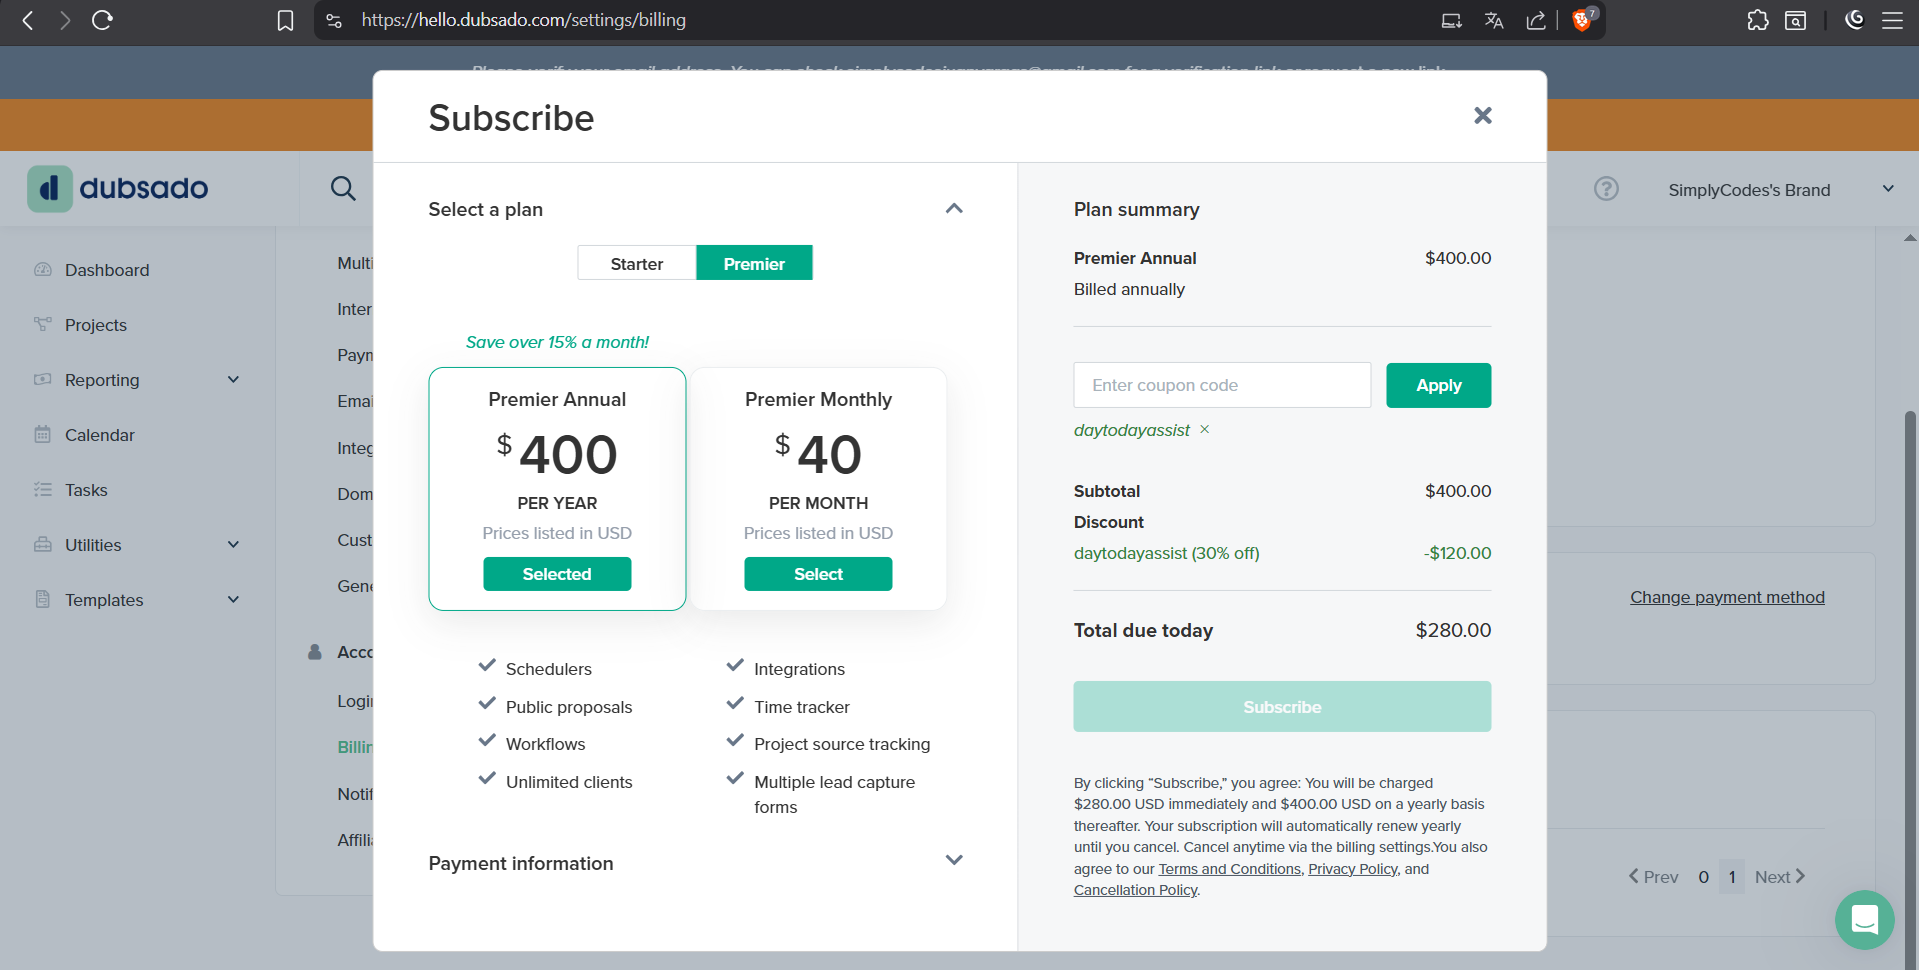 https://hello.dubsado.com/settings/billing
7
Subscribe
dubsado
SimplyCodes's Brand
Dashboard
Projects
Reporting
Calendar
Tasks
Utilities
Templates
Multi
Inter
Paym
Emai
Integ
Dom
Cust
Gene
Acco
Login
Billin
Notif
Affilia
Select a plan
Starter
Premier
Save over 15% a month!
Premier Annual
$400
PER YEAR
Prices listed in USD
Selected
Premier Monthly
$40
PER MONTH
Prices listed in USD
Select
Schedulers
Public proposals
Workflows
Unlimited clients
Integrations
Time tracker
Project source tracking
Multiple lead capture
forms
Payment information
Plan summary
Premier Annual $400.00
Billed annually
Enter coupon code
Apply
daytodayassist ×
Subtotal $400.00
Discount
daytodayassist (30% off) -$120.00
Total due today $280.00
Subscribe
By clicking “Subscribe,” you agree: You will be charged
$280.00 USD immediately and $400.00 USD on a yearly basis
thereafter. Your subscription will automatically renew yearly
until you cancel. Cancel anytime via the billing settings.You also
agree to our Terms and Conditions, Privacy Policy, and
Cancellation Policy.
Change payment method
Prev 0 1 Next